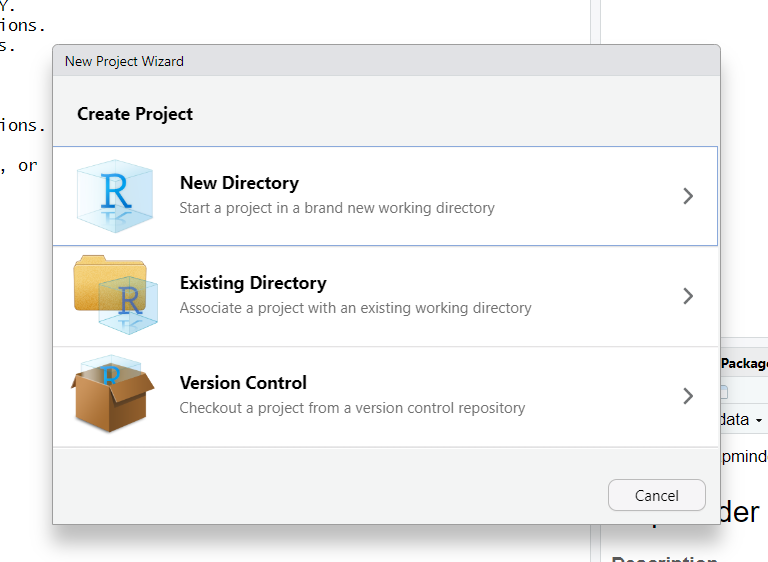 Y.
ions.
s.
New Project Wizard
Create Project
ions.
, or
R
New Directory
Start a project in a brand new working directory
R
Existing Directory
Associate a project with an existing working directory
R
Version Control
Checkout a project from a version control repository
Packag
data
pmind
Cancel
der
Description